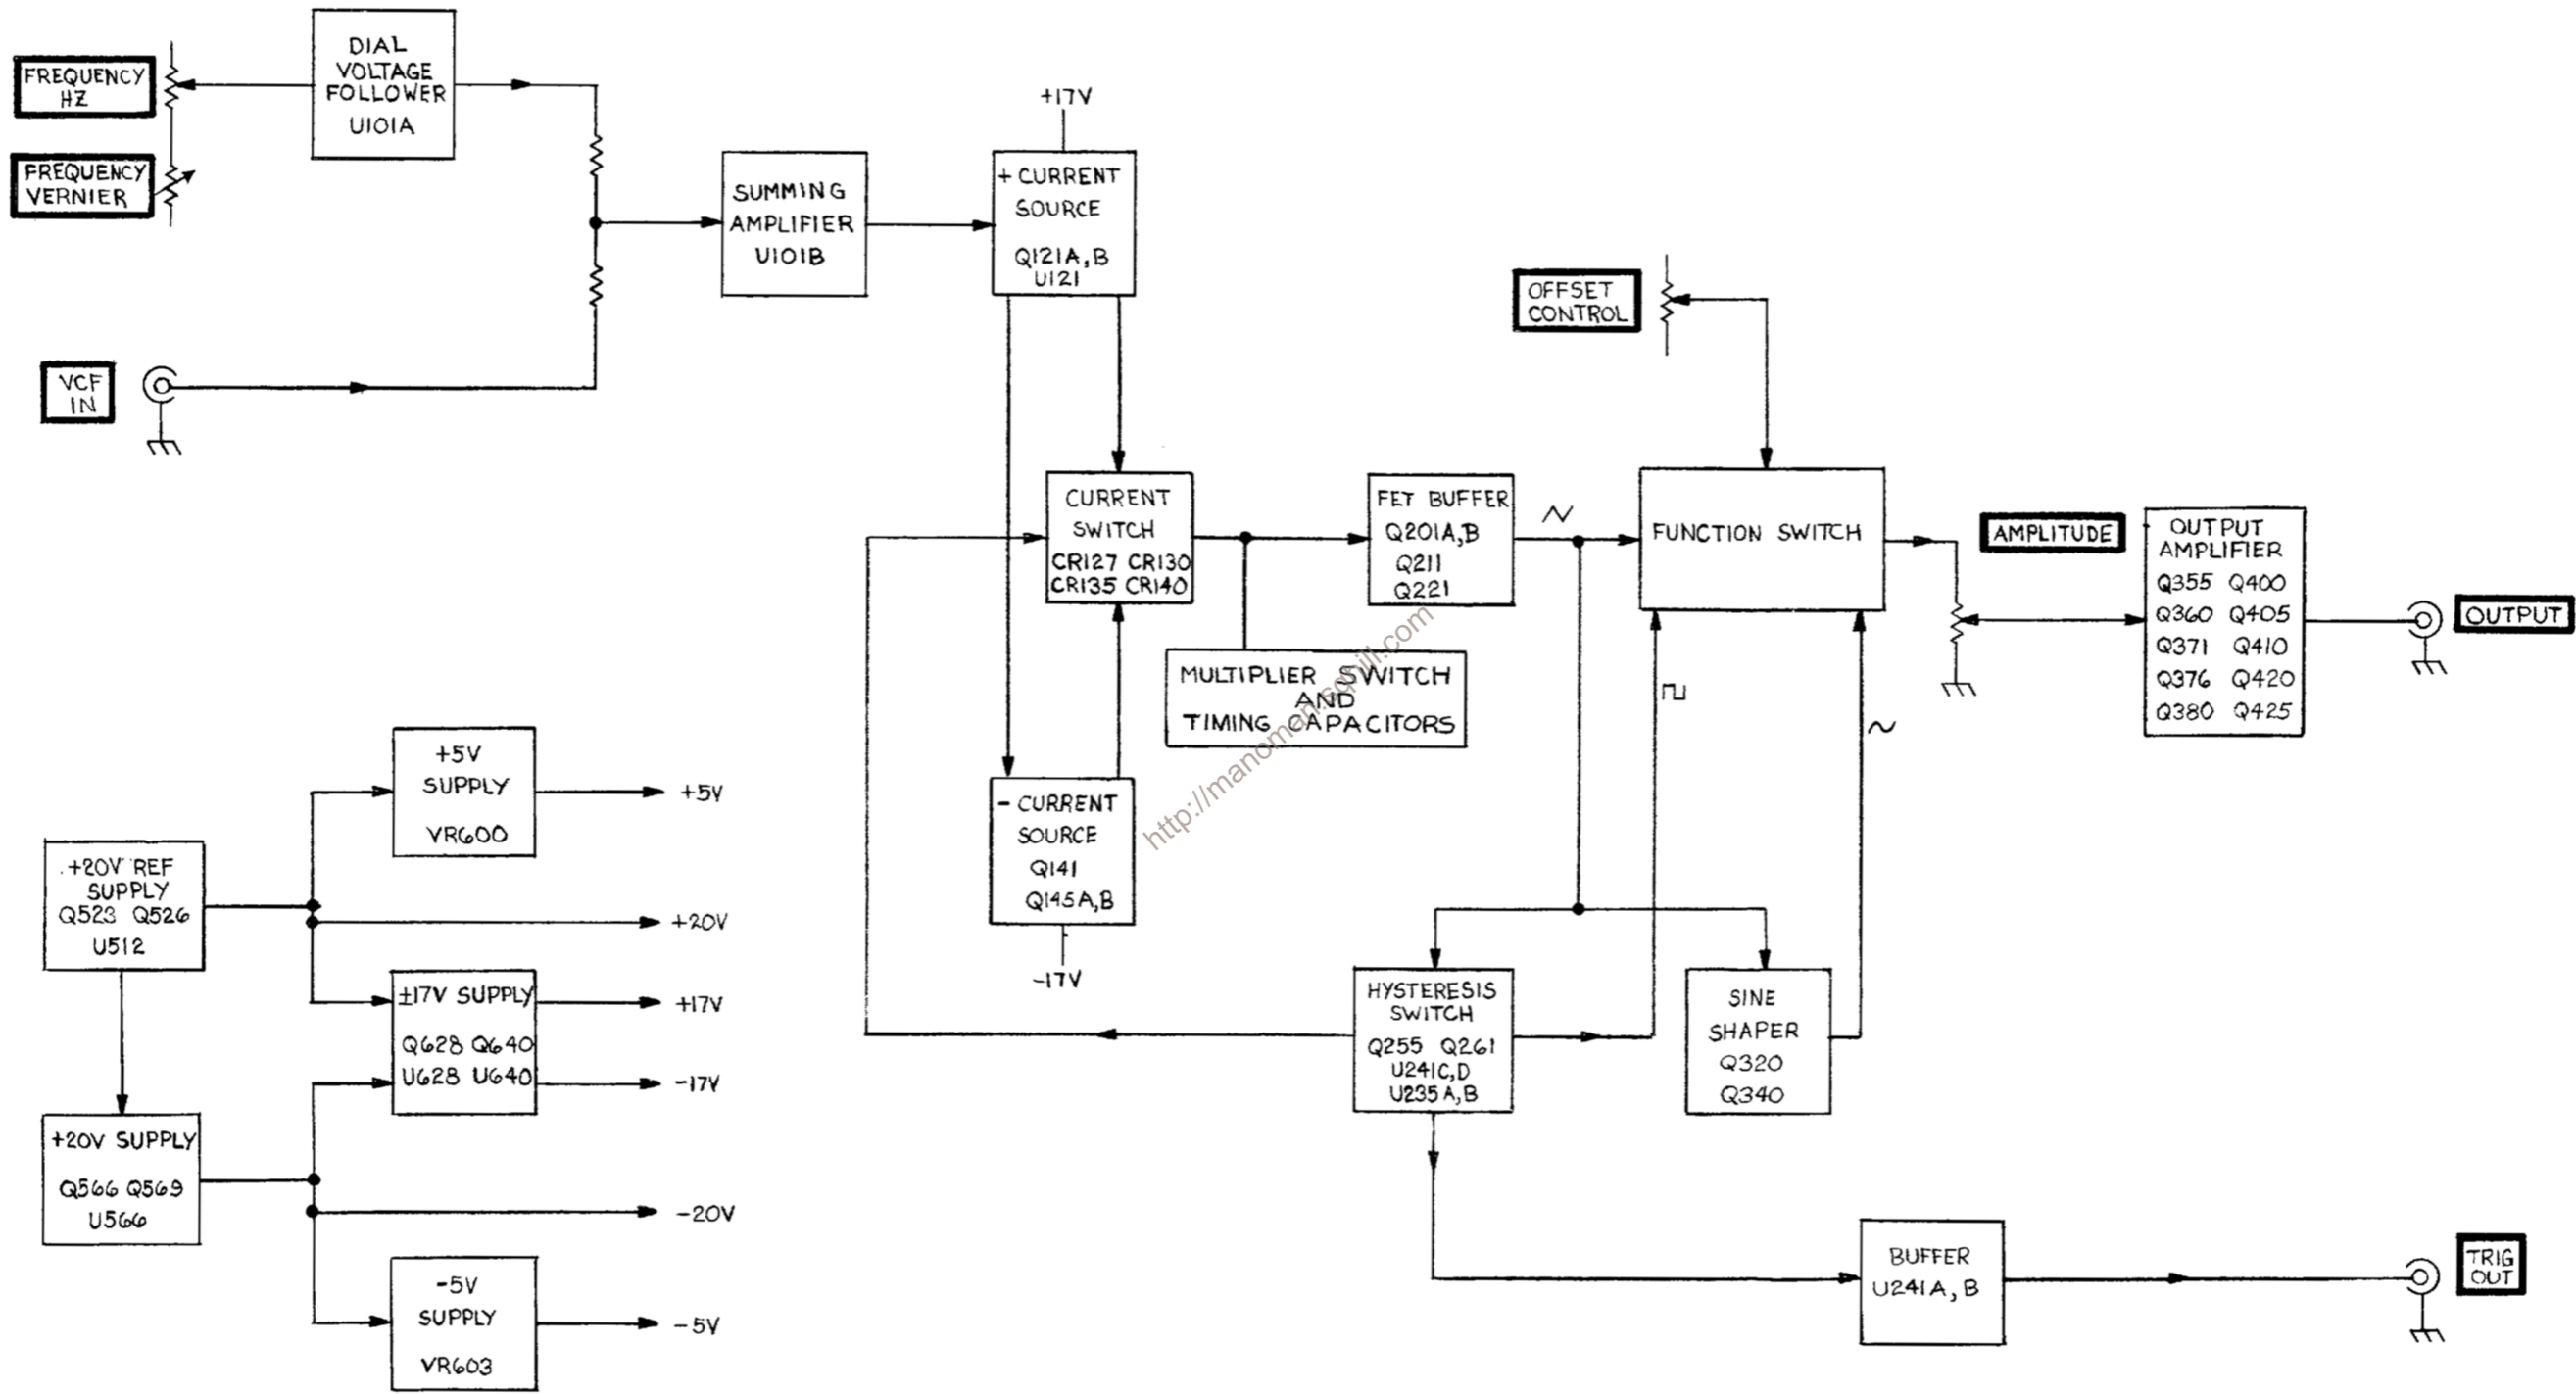 FREQUENCY
HZ
FREQUENCY
VERNIER
DIAL
VOLTAGE
FOLLOWER
U101A
VCF
IN
SUMMING
AMPLIFIER
U101B
+17V
+ CURRENT
SOURCE
Q121A, B
U121
OFFSET
CONTROL
CURRENT
SWITCH
CR127 CR130
CR135 CR140
FET BUFFER
Q201A,B
Q211
Q221
FUNCTION SWITCH
AMPLITUDE
OUTPUT
AMPLIFIER
Q355 Q400
Q360 Q405
Q371 Q410
Q376 Q420
Q380 Q425
OUTPUT
MULTIPLIER SWITCH
AND
TIMING CAPACITORS
http://manoman.sqhill.com
- CURRENT
SOURCE
Q141
Q145A,B
-17V
+5V
SUPPLY
VR600
+5V
+20V REF
SUPPLY
Q523 Q526
U512
+20V
±17V SUPPLY
Q628 Q640
U628 U640
+17V
-17V
+20V SUPPLY
Q566 Q569
U566
-20V
-5V
SUPPLY
VR603
-5V
HYSTERESIS
SWITCH
Q255 Q261
U241C,D
U235A,B
SINE
SHAPER
Q320
Q340
BUFFER
U241A, B
TRIG
OUT